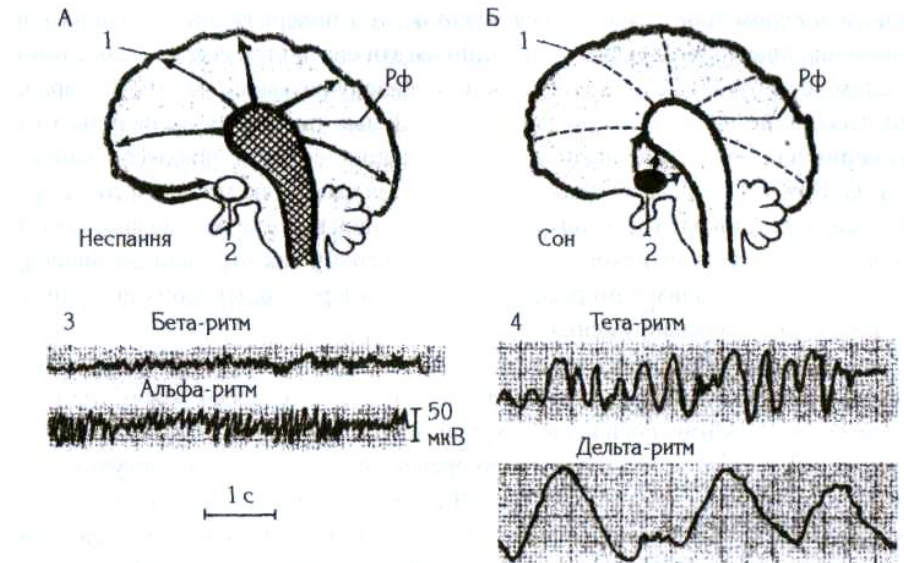 А
Б
1
Рф
Неспання
2
1
Рф
Сон
2
3
Бета-ритм
Альфа-ритм
50
мкВ
1 с
4
Тета-ритм
Дельта-ритм